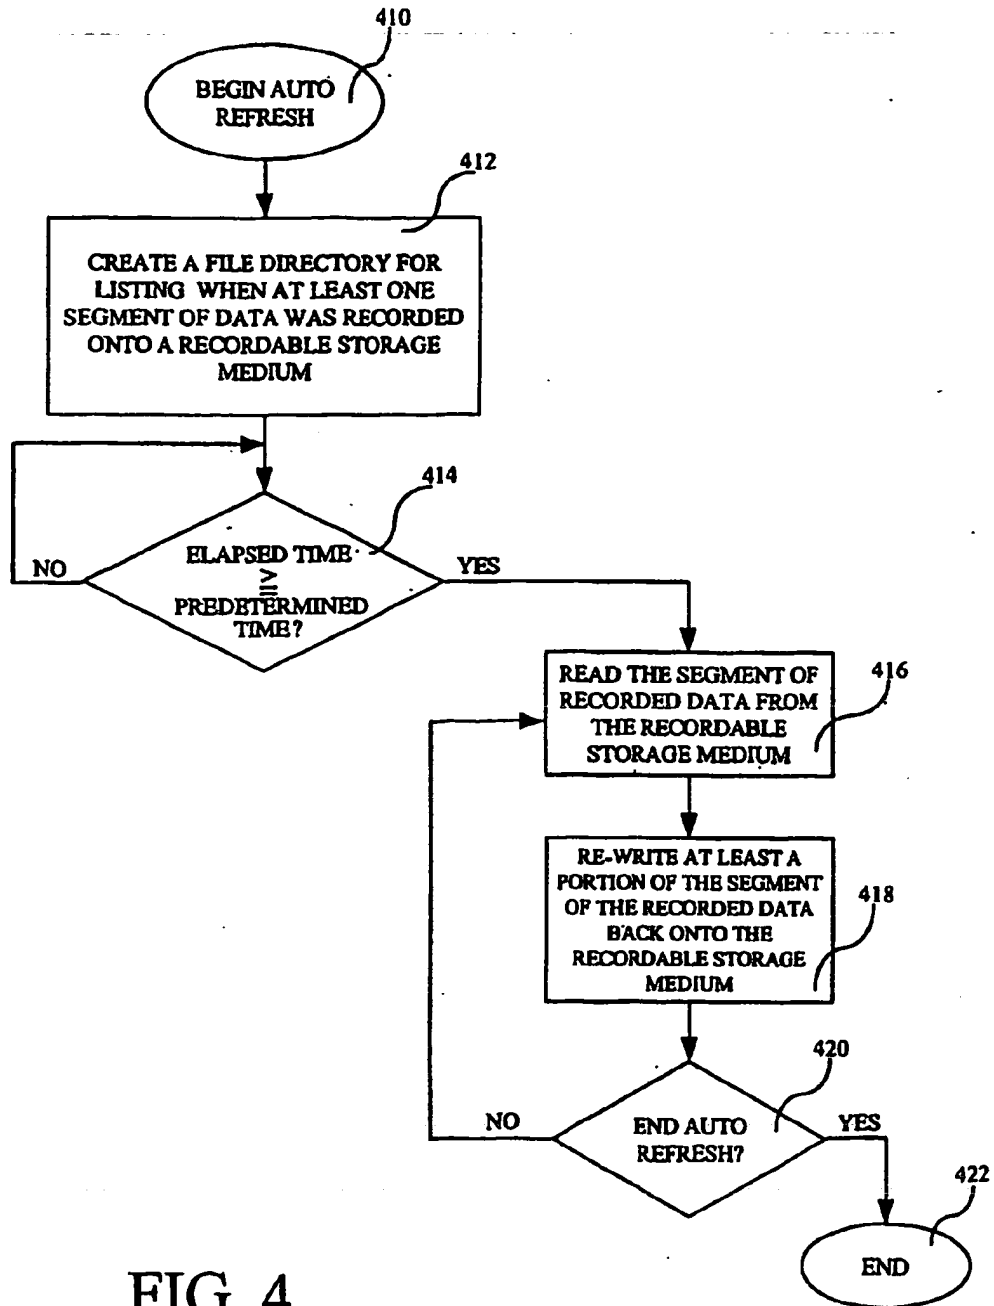 410
BEGIN AUTO
REFRESH
412
CREATE A FILE DIRECTORY FOR
LISTING WHEN AT LEAST ONE
SEGMENT OF DATA WAS RECORDED
ONTO A RECORDABLE STORAGE
MEDIUM
414
ELAPSED TIME
≥
PREDETERMINED
TIME?
NO
YES
READ THE SEGMENT OF
RECORDED DATA FROM
THE RECORDABLE
STORAGE MEDIUM
416
RE-WRITE AT LEAST A
PORTION OF THE SEGMENT
OF THE RECORDED DATA
BACK ONTO THE
RECORDABLE STORAGE
MEDIUM
418
420
END AUTO
REFRESH?
NO
YES
422
END
FIG. 4